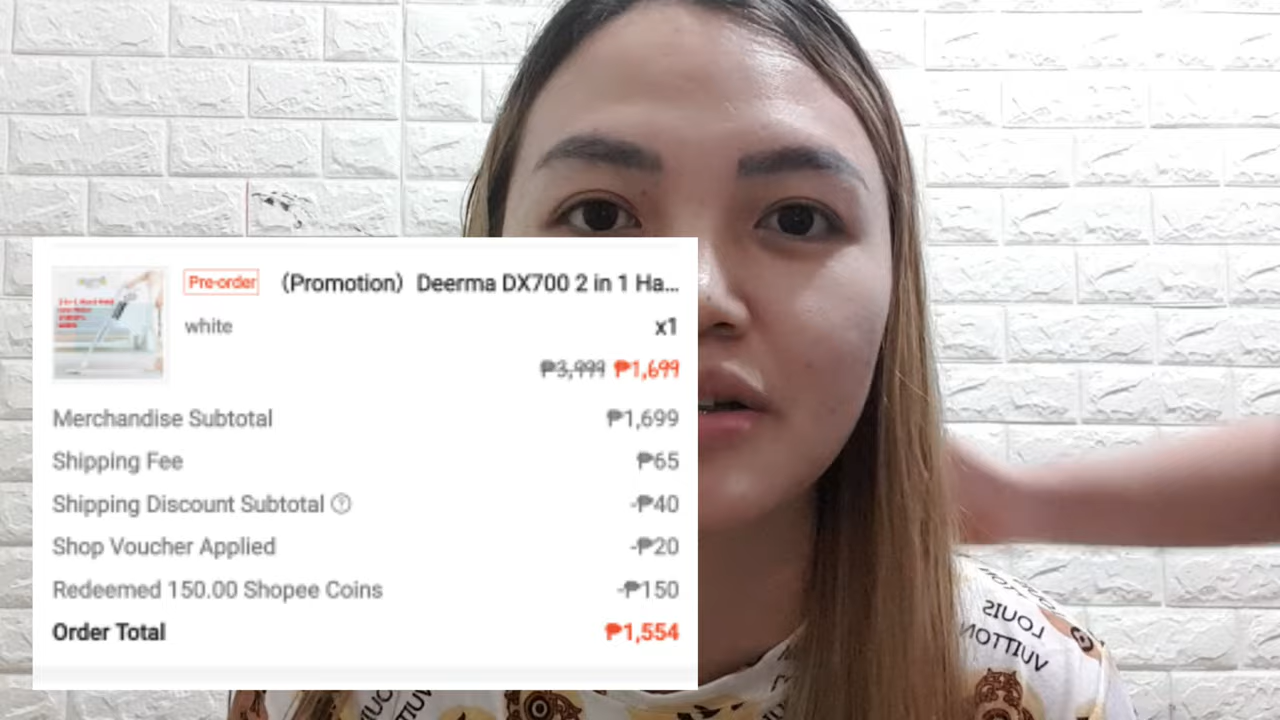 Pre-order (Promotion) Deerma DX700 2 in 1 Ha...
white x1
₱3,999 ₱1,699
Merchandise Subtotal ₱1,699
Shipping Fee ₱65
Shipping Discount Subtotal ? -₱40
Shop Voucher Applied -₱20
Redeemed 150.00 Shopee Coins -₱150
Order Total ₱1,554
LOUIS
VUITTON